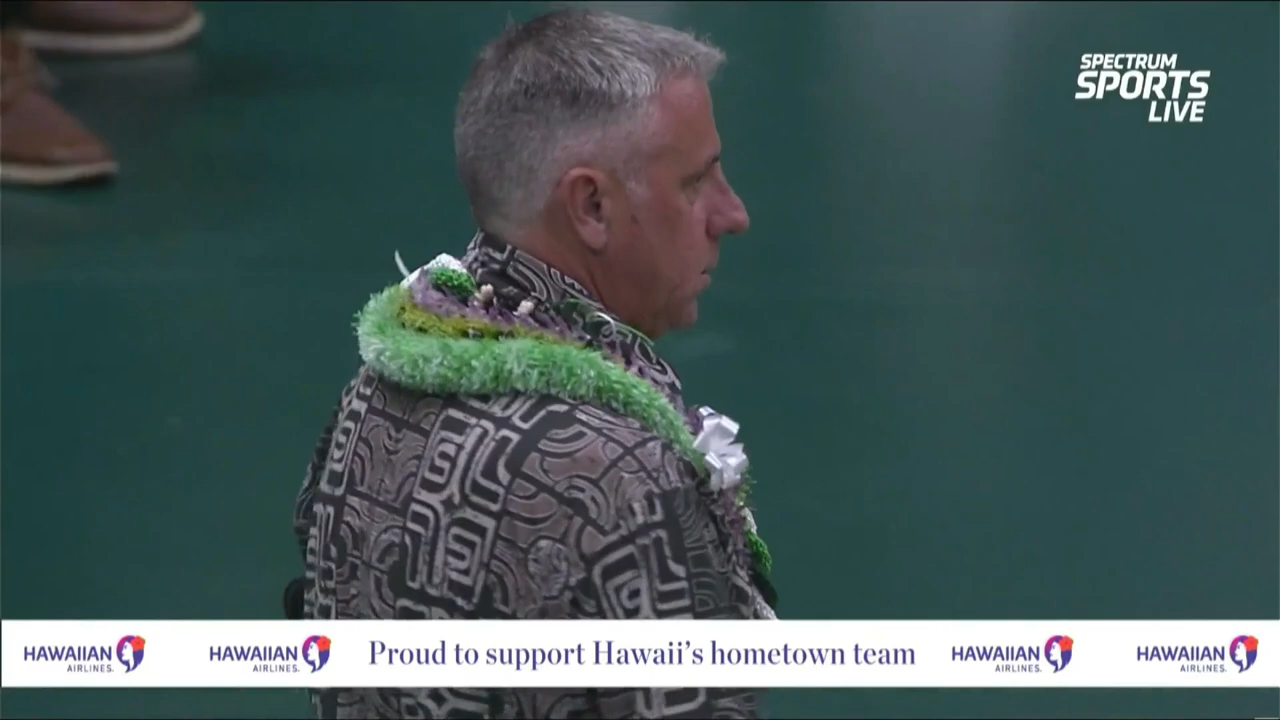 SPECTRUM
SPORTS
LIVE
HAWAIIAN
AIRLINES.
HAWAIIAN
AIRLINES.
Proud to support Hawaii's hometown team
HAWAIIAN
AIRLINES.
HAWAIIAN
AIRLINES.